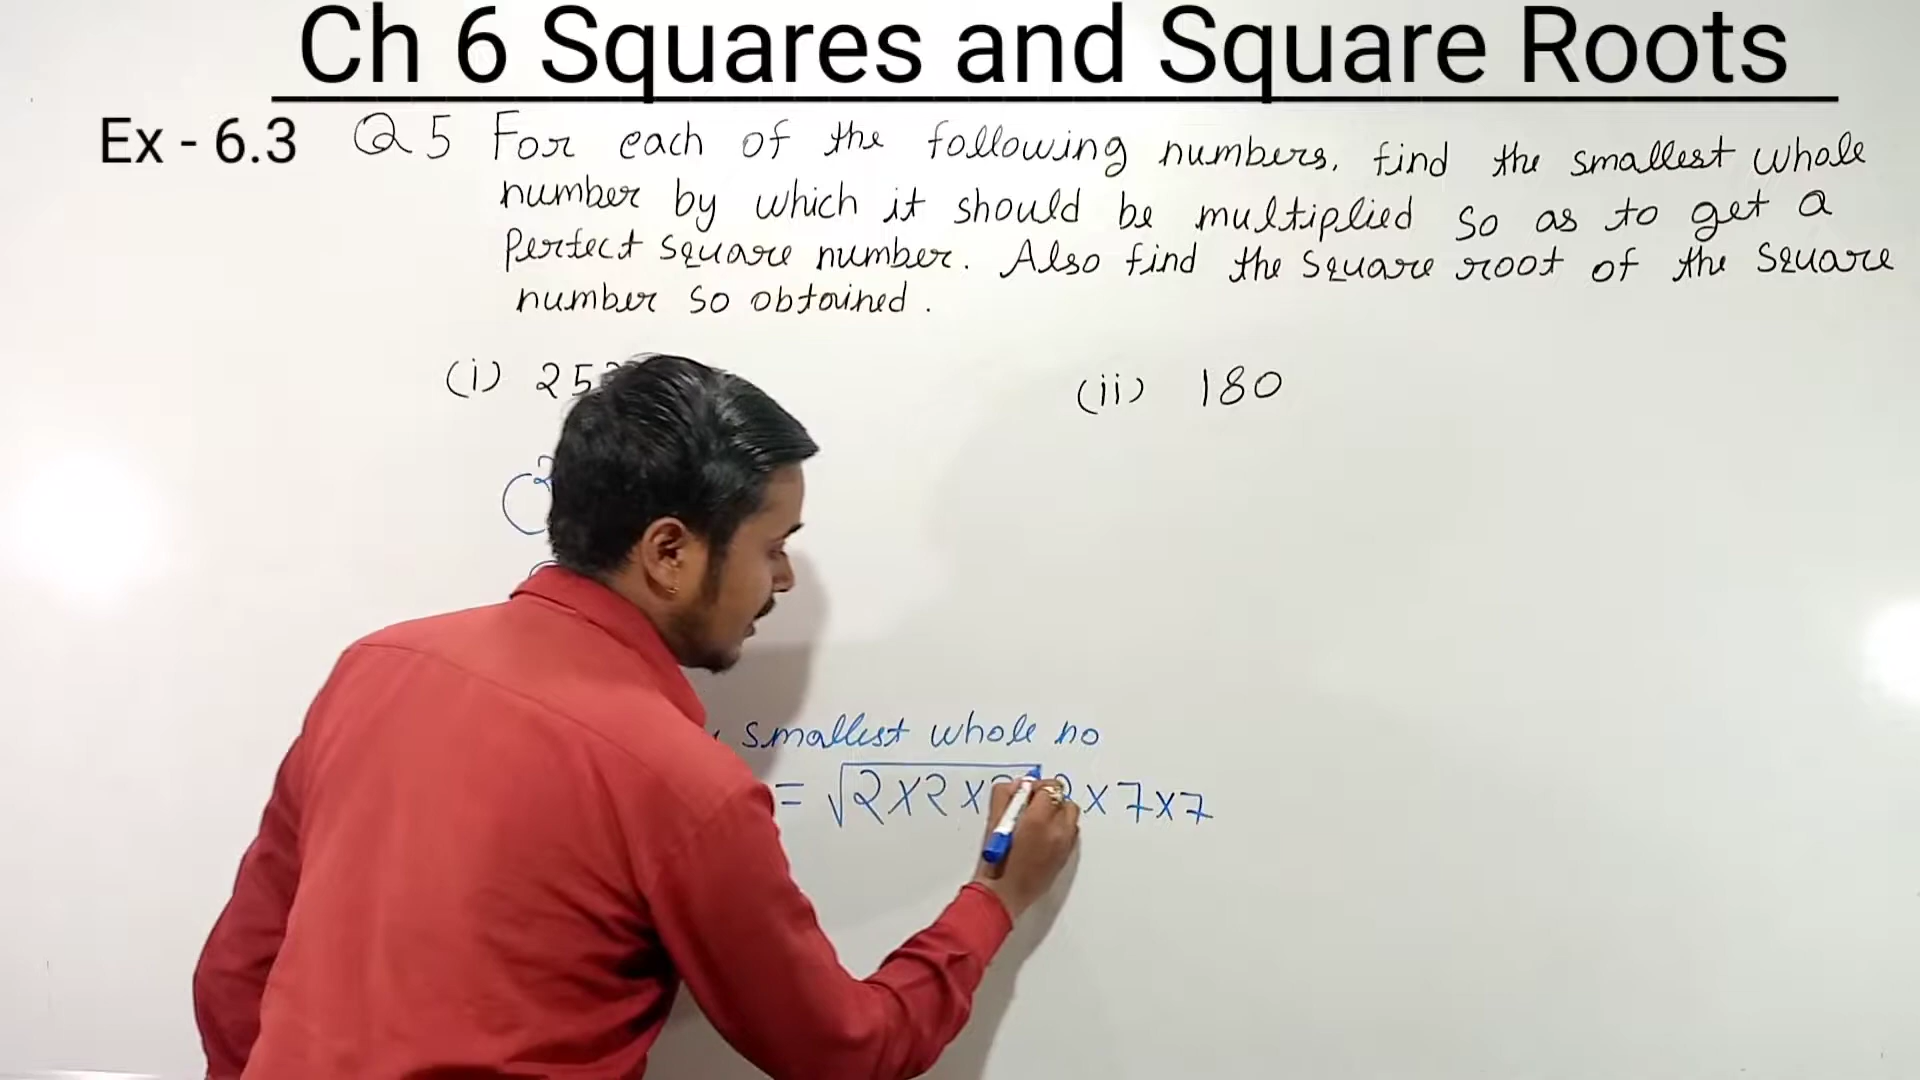 Ch 6 Squares and Square Roots
Ex - 6.3 Q5 For each of the following numbers, find the smallest whole
number by which it should be multiplied so as to get a
perfect square number. Also find the square root of the square
number so obtained.
(i) 25
(ii) 180
2
smallest whole no
= √2×2× 2×7×7